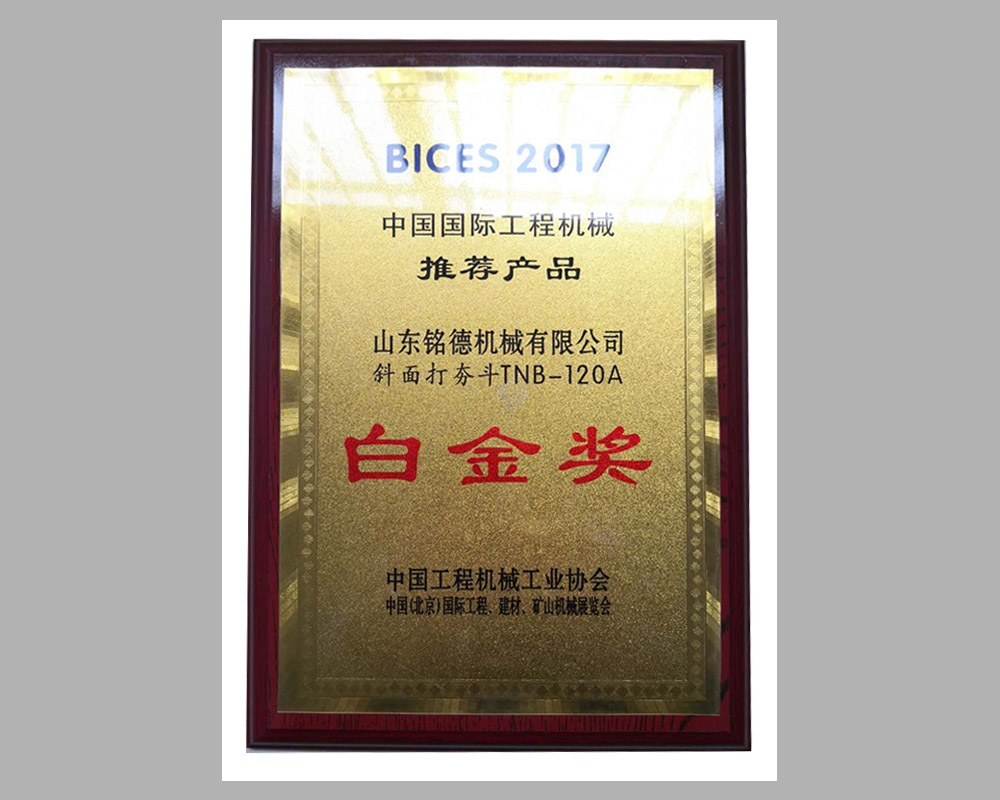 BICES 2017
中国国际工程机械
推荐产品
山东铭德机械有限公司
斜面打夯斗TNB-120A
白金奖
中国工程机械工业协会
中国(北京)国际工程、建材、矿山机械展览会